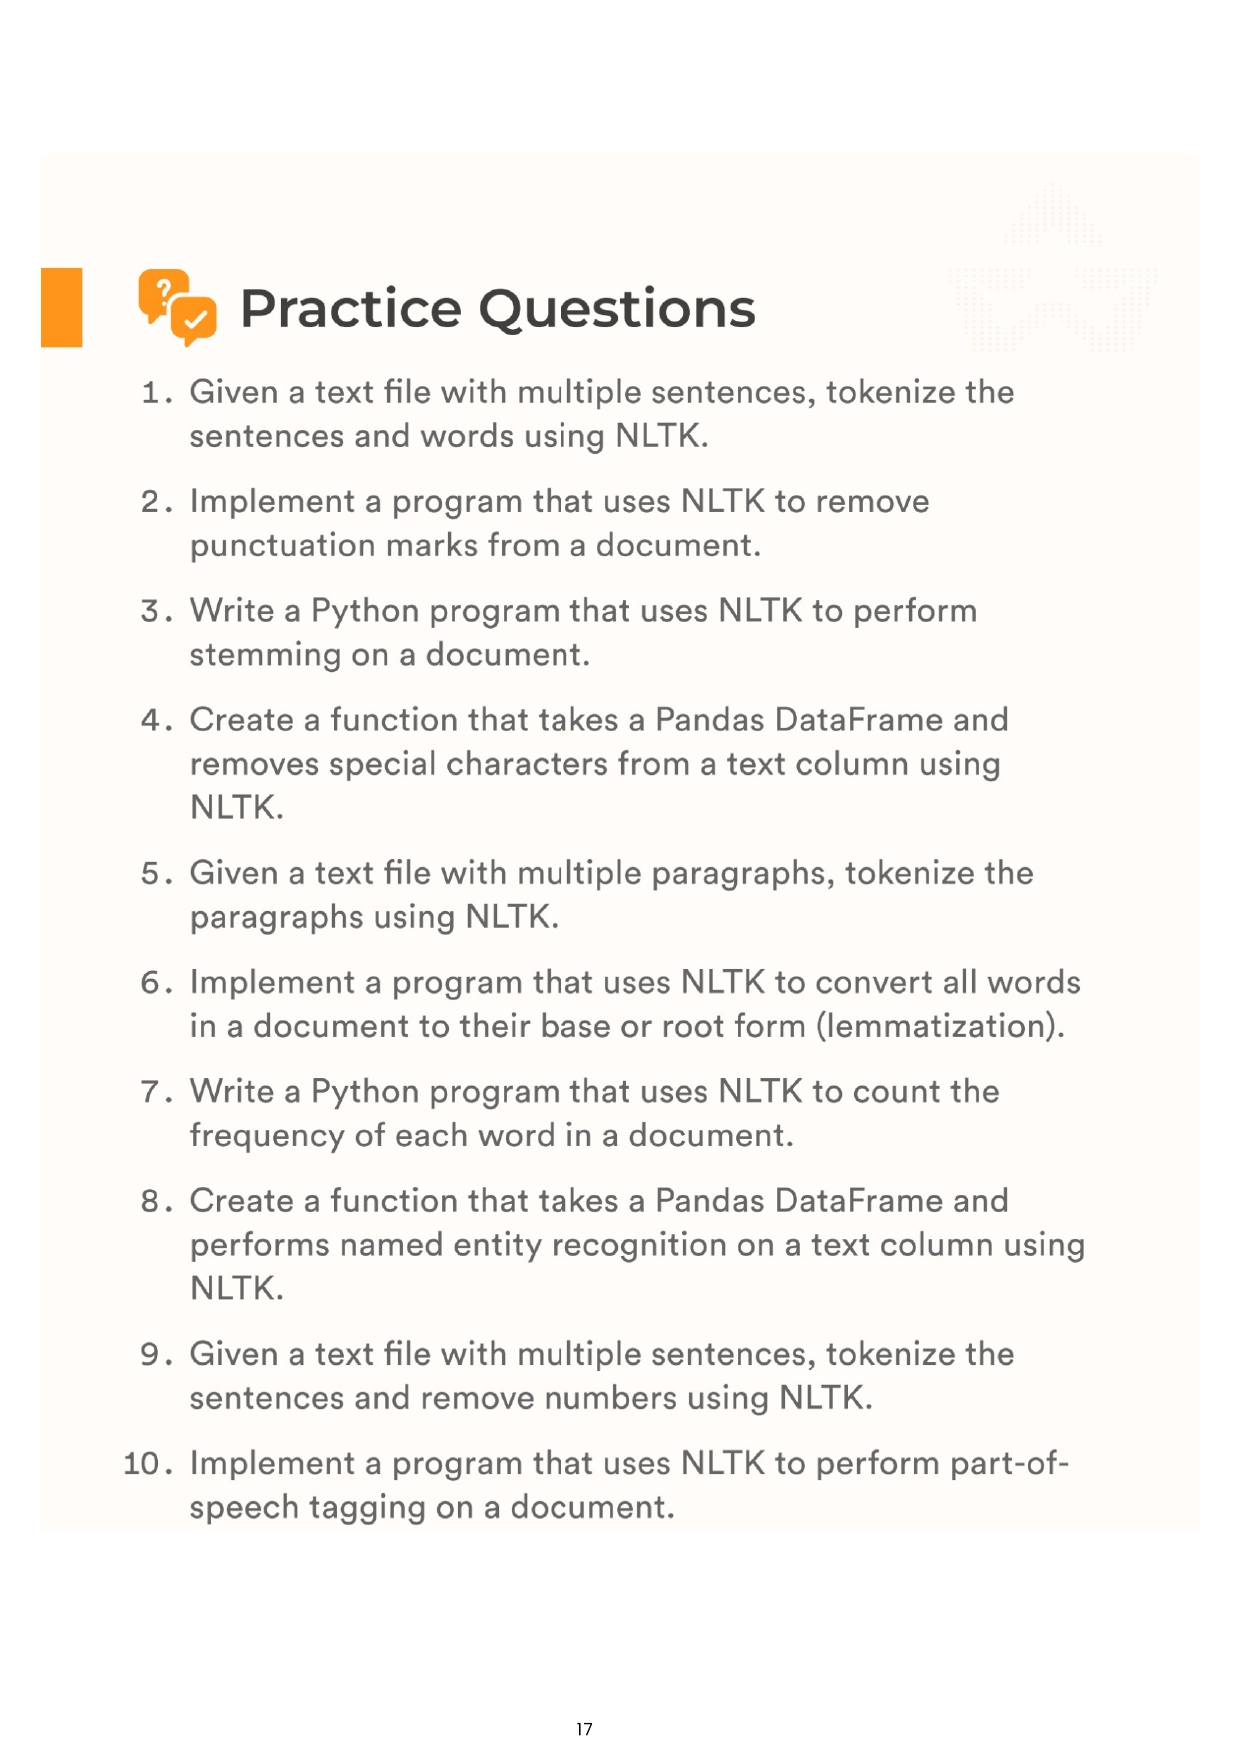 Practice Questions
1. Given a text file with multiple sentences, tokenize the
sentences and words using NLTK.
2. Implement a program that uses NLTK to remove
punctuation marks from a document.
3. Write a Python program that uses NLTK to perform
stemming on a document.
4. Create a function that takes a Pandas DataFrame and
removes special characters from a text column using
NLTK.
5. Given a text file with multiple paragraphs, tokenize the
paragraphs using NLTK.
6. Implement a program that uses NLTK to convert all words
in a document to their base or root form (lemmatization).
7. Write a Python program that uses NLTK to count the
frequency of each word in a document.
8. Create a function that takes a Pandas DataFrame and
performs named entity recognition on a text column using
NLTK.
9. Given a text file with multiple sentences, tokenize the
sentences and remove numbers using NLTK.
10. Implement a program that uses NLTK to perform part-of-
speech tagging on a document.
17